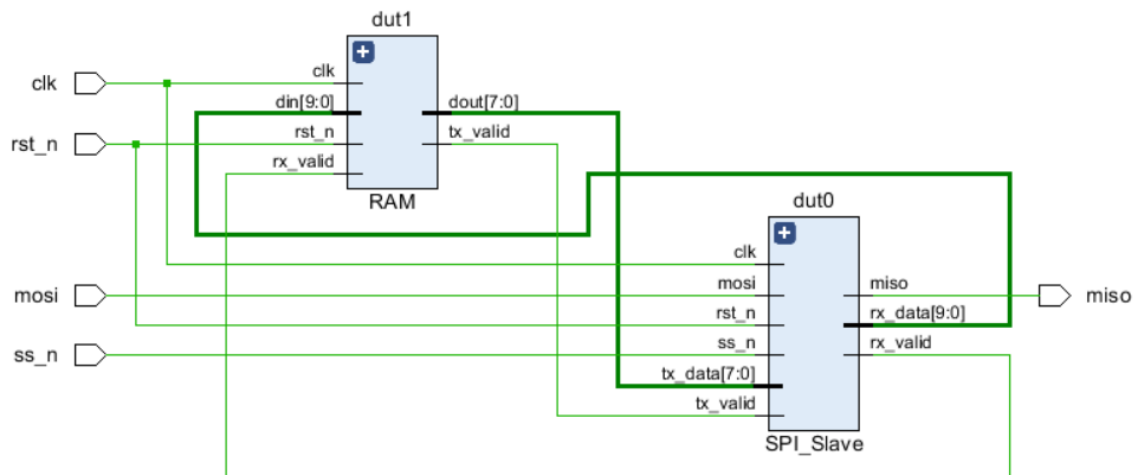 dut1
clk
clk
din[9:0]
dout[7:0]
rst_n
rst_n
tx_valid
rx_valid
RAM
dut0
clk
mosi
mosi
miso
miso
rst_n
rx_data[9:0]
ss_n
ss_n
rx_valid
tx_data[7:0]
tx_valid
SPI_Slave